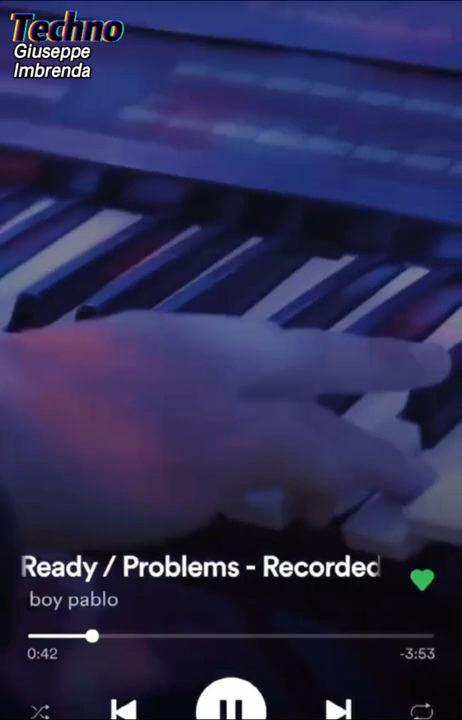 Techno
Giuseppe
Imbrenda
Ready / Problems - Recorded
boy pablo
0:42
-3:53